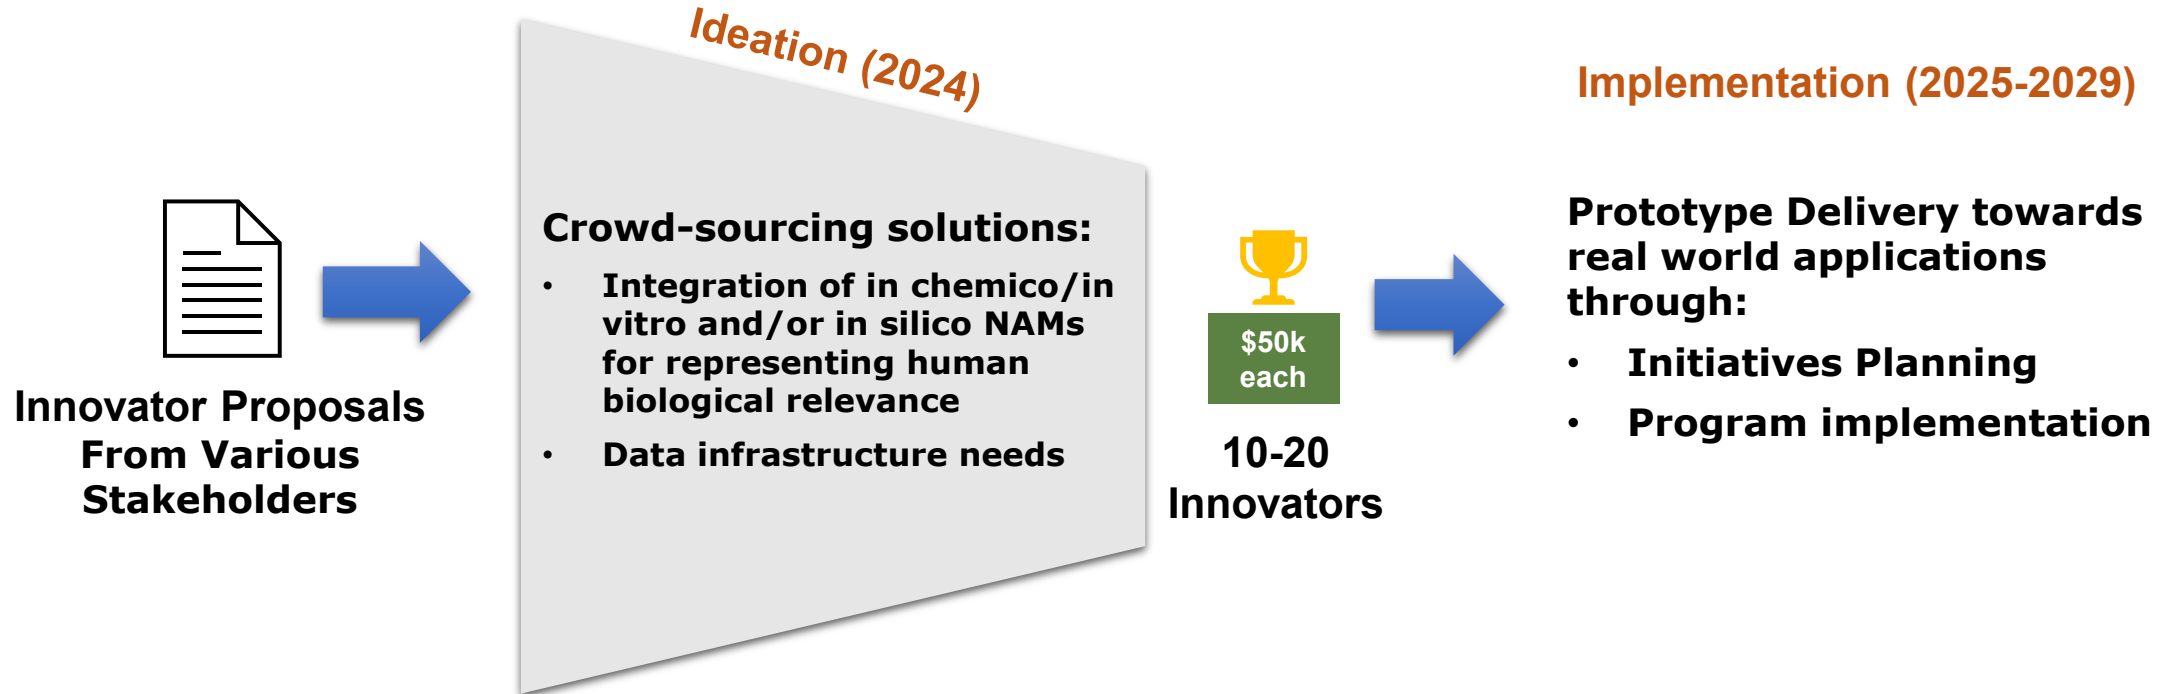 Innovator Proposals
From Various
Stakeholders
Ideation (2024)
Crowd-sourcing solutions:
• Integration of in chemico/in
vitro and/or in silico NAMs
for representing human
biological relevance
• Data infrastructure needs
$50k
each
10-20
Innovators
Implementation (2025-2029)
Prototype Delivery towards
real world applications
through:
• Initiatives Planning
• Program implementation